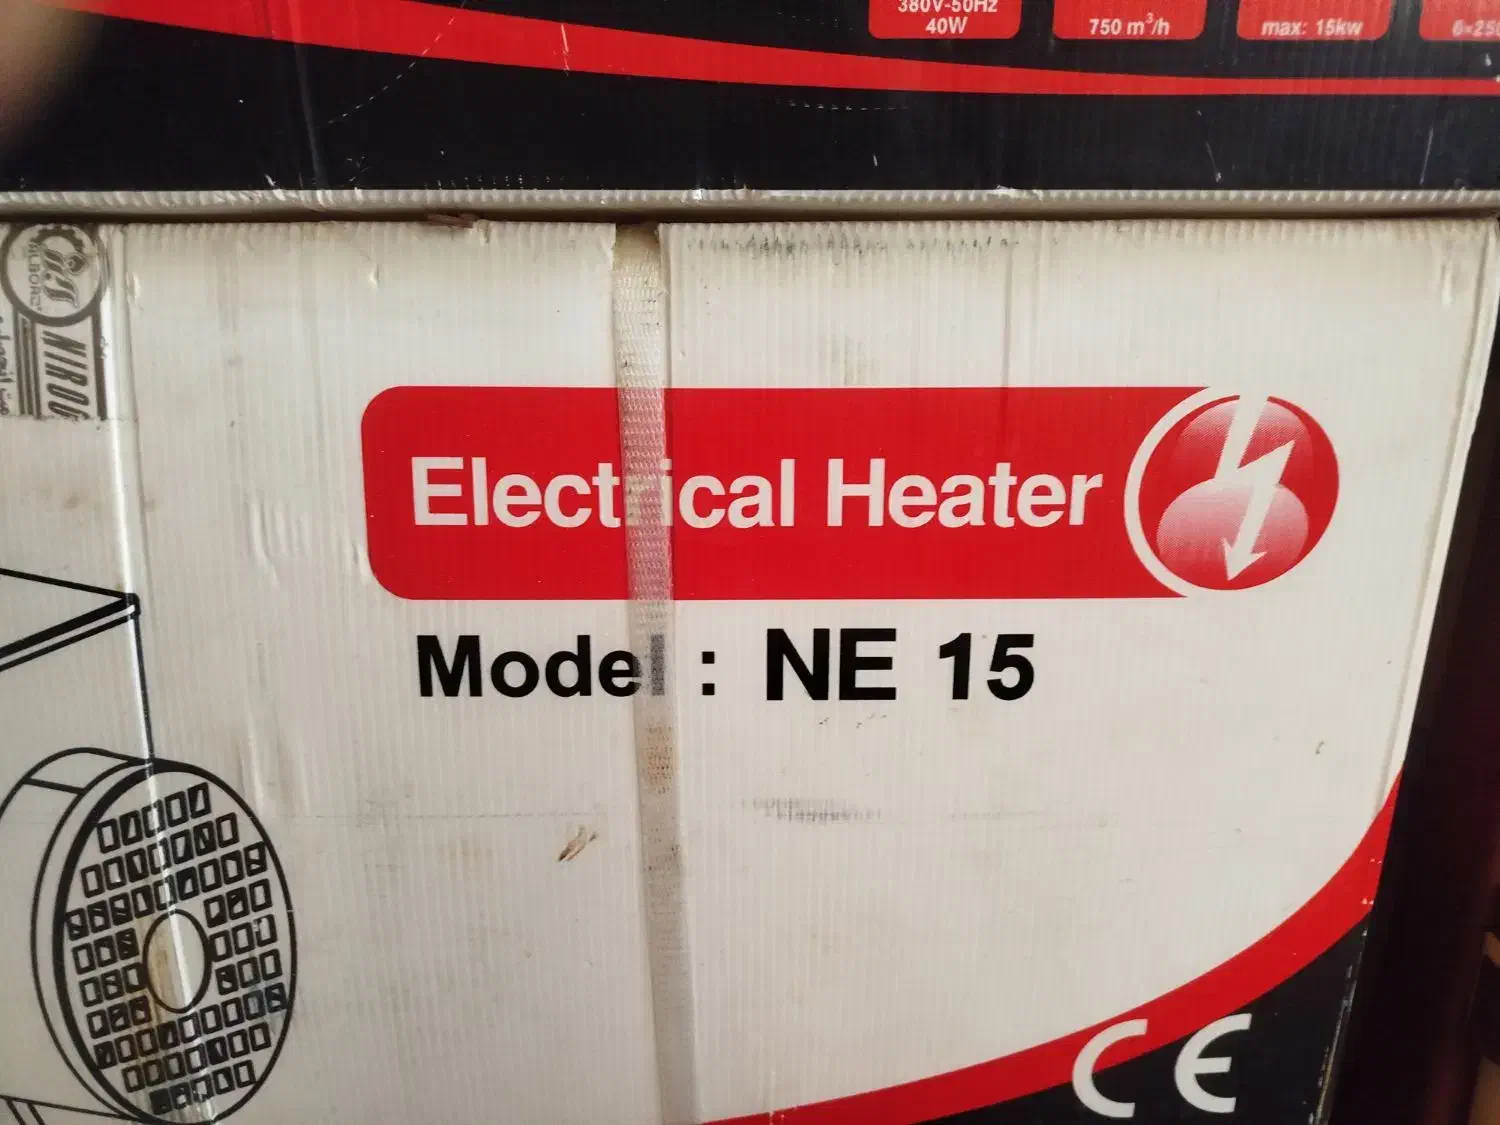 380V-50Hz
40W
750 m³/h
max: 15kw
Electrical Heater
Model : NE 15
CE